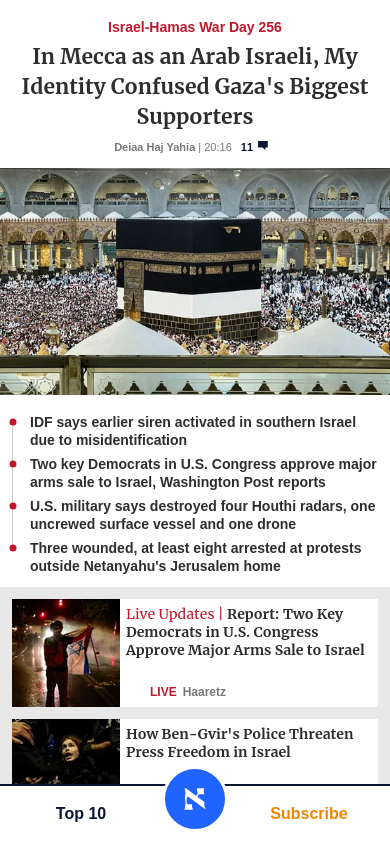 Israel-Hamas War Day 256
In Mecca as an Arab Israeli, My
Identity Confused Gaza's Biggest
Supporters
Deiaa Haj Yahia | 20:16 11
IDF says earlier siren activated in southern Israel
due to misidentification
Two key Democrats in U.S. Congress approve major
arms sale to Israel, Washington Post reports
U.S. military says destroyed four Houthi radars, one
uncrewed surface vessel and one drone
Three wounded, at least eight arrested at protests
outside Netanyahu's Jerusalem home
Live Updates | Report: Two Key
Democrats in U.S. Congress
Approve Major Arms Sale to Israel
LIVE Haaretz
How Ben-Gvir's Police Threaten
Press Freedom in Israel
Top 10
א
Subscribe